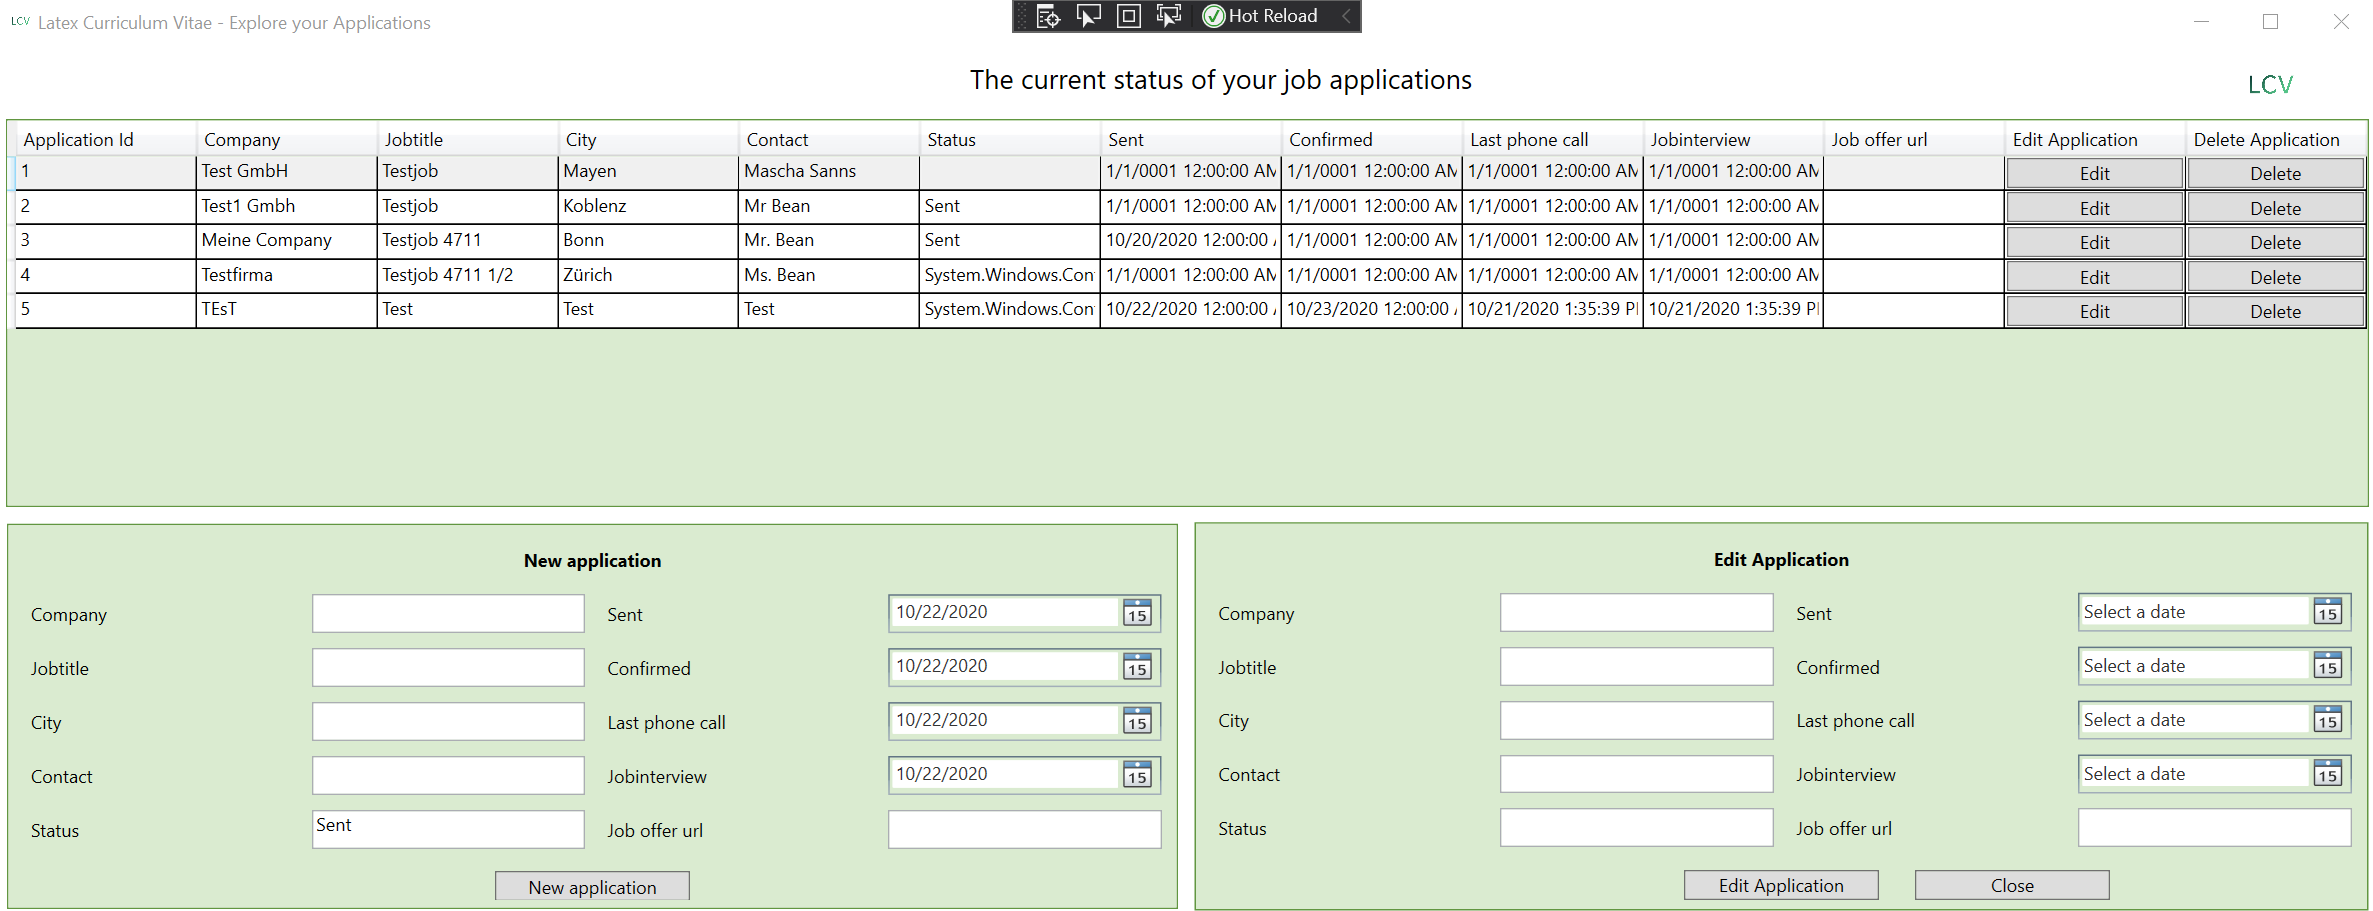 LCV Latex Curriculum Vitae - Explore your Applications
Hot Reload
The current status of your job applications
LCV
Application Id Company Jobtitle City Contact Status Sent Confirmed Last phone call Jobinterview Job offer url Edit Application Delete Application
1 Test GmbH Testjob Mayen Mascha Sanns 1/1/0001 12:00:00 AM 1/1/0001 12:00:00 AM 1/1/0001 12:00:00 AM 1/1/0001 12:00:00 AM Edit Delete
2 Test1 Gmbh Testjob Koblenz Mr Bean Sent 1/1/0001 12:00:00 AM 1/1/0001 12:00:00 AM 1/1/0001 12:00:00 AM 1/1/0001 12:00:00 AM Edit Delete
3 Meine Company Testjob 4711 Bonn Mr. Bean Sent 10/20/2020 12:00:00 1/1/0001 12:00:00 AM 1/1/0001 12:00:00 AM 1/1/0001 12:00:00 AM Edit Delete
4 Testfirma Testjob 4711 1/2 Zürich Ms. Bean System.Windows.Con 1/1/0001 12:00:00 AM 1/1/0001 12:00:00 AM 1/1/0001 12:00:00 AM 1/1/0001 12:00:00 AM Edit Delete
5 TEsT Test Test Test System.Windows.Con 10/22/2020 12:00:00 10/23/2020 12:00:00 10/21/2020 1:35:39 P 10/21/2020 1:35:39 P Edit Delete
New application
Company Sent 10/22/2020 15
Jobtitle Confirmed 10/22/2020 15
City Last phone call 10/22/2020 15
Contact Jobinterview 10/22/2020 15
Status Sent Job offer url
New application
Edit Application
Company Sent Select a date 15
Jobtitle Confirmed Select a date 15
City Last phone call Select a date 15
Contact Jobinterview Select a date 15
Status Job offer url
Edit Application Close